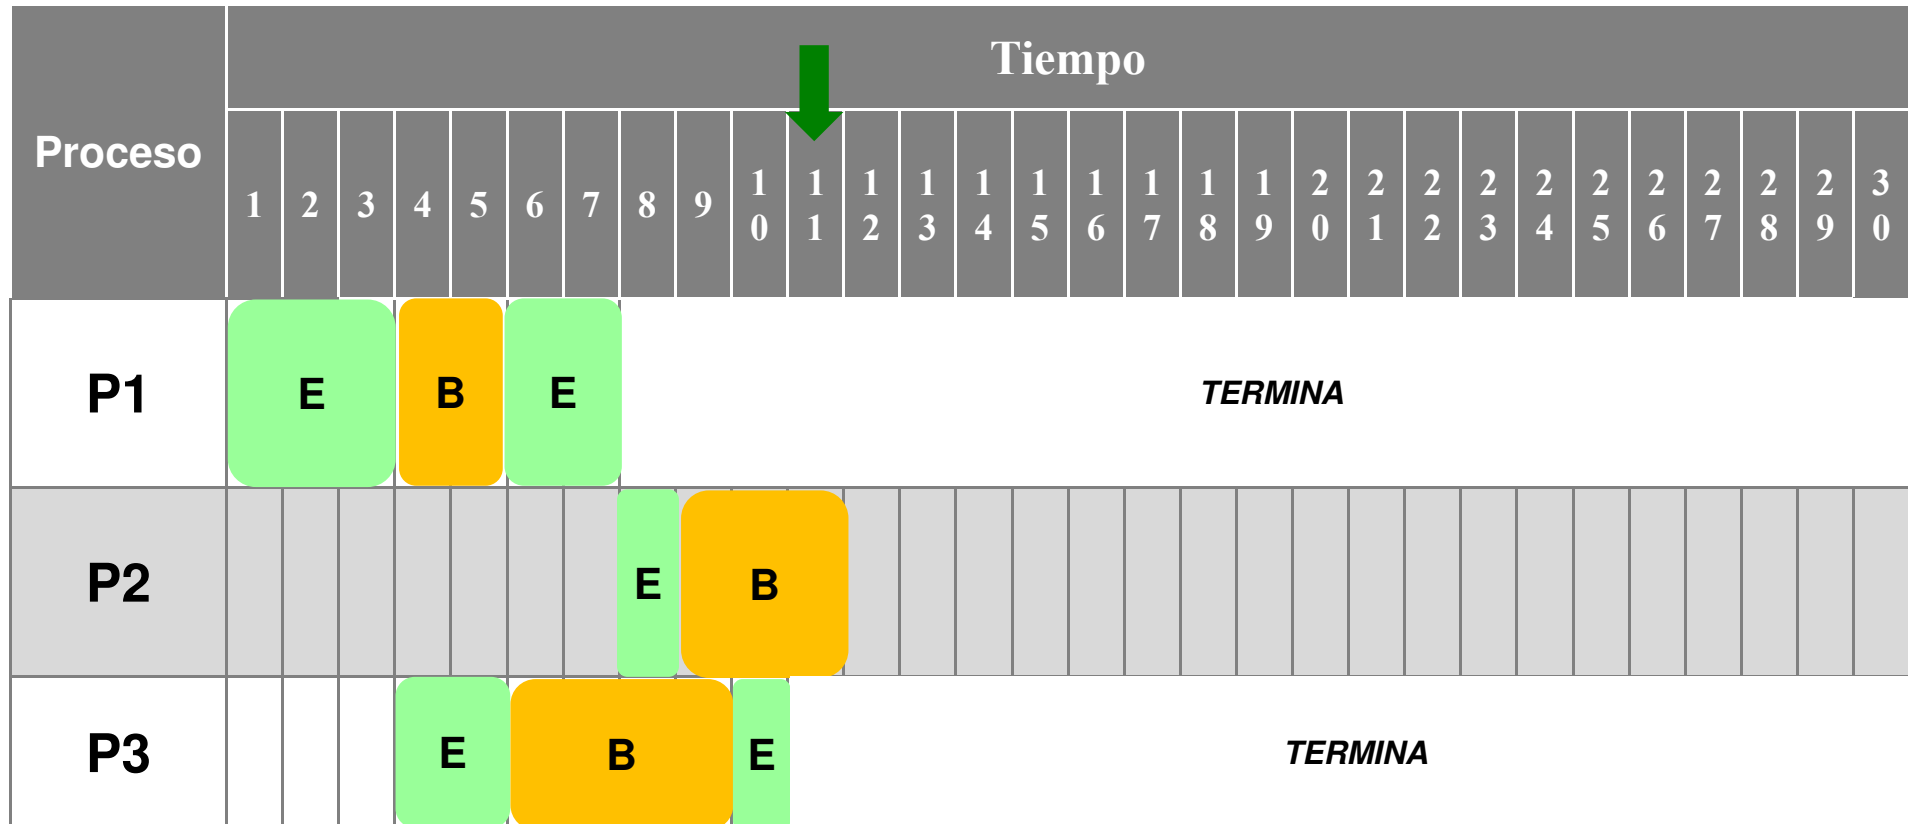 Tiempo
Proceso
1 2 3 4 5 6 7 8 9 10 11 12 13 14 15 16 17 18 19 20 21 22 23 24 25 26 27 28 29 30
P1 E B E TERMINA
P2 E B
P3 E B E TERMINA